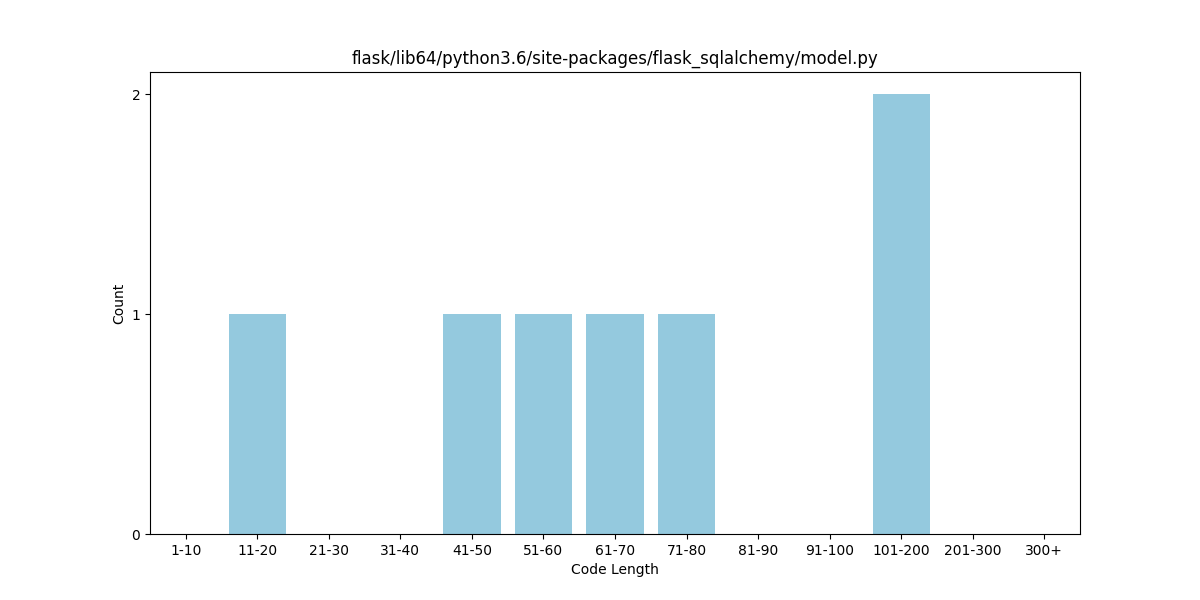 flask/lib64/python3.6/site-packages/flask_sqlalchemy/model.py
2
1
0
Count
1-10 11-20 21-30 31-40 41-50 51-60 61-70 71-80 81-90 91-100 101-200 201-300 300+
Code Length